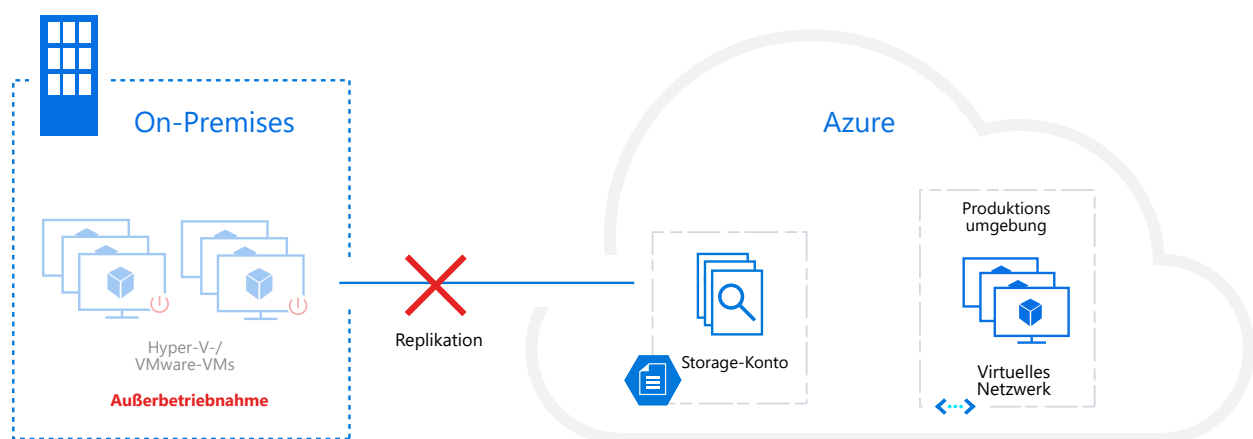 On-Premises
Azure
Produktions
umgebung
Replikation
Hyper-V-/
VMware-VMs
Außerbetriebnahme
Storage-Konto
Virtuelles
Netzwerk